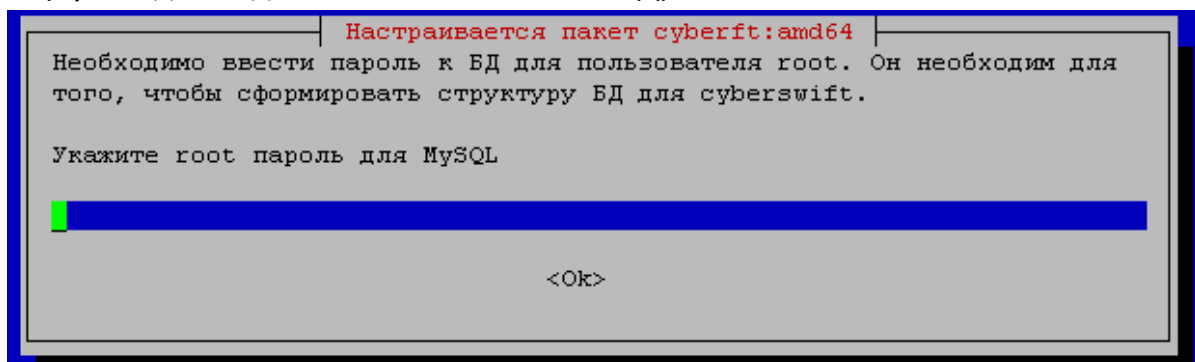 Настраивается пакет cyberft:amd64
Необходимо ввести пароль к БД для пользователя root. Он необходим для
того, чтобы сформировать структуру БД для cyberswift.
Укажите root пароль для MySQL
<Ok>